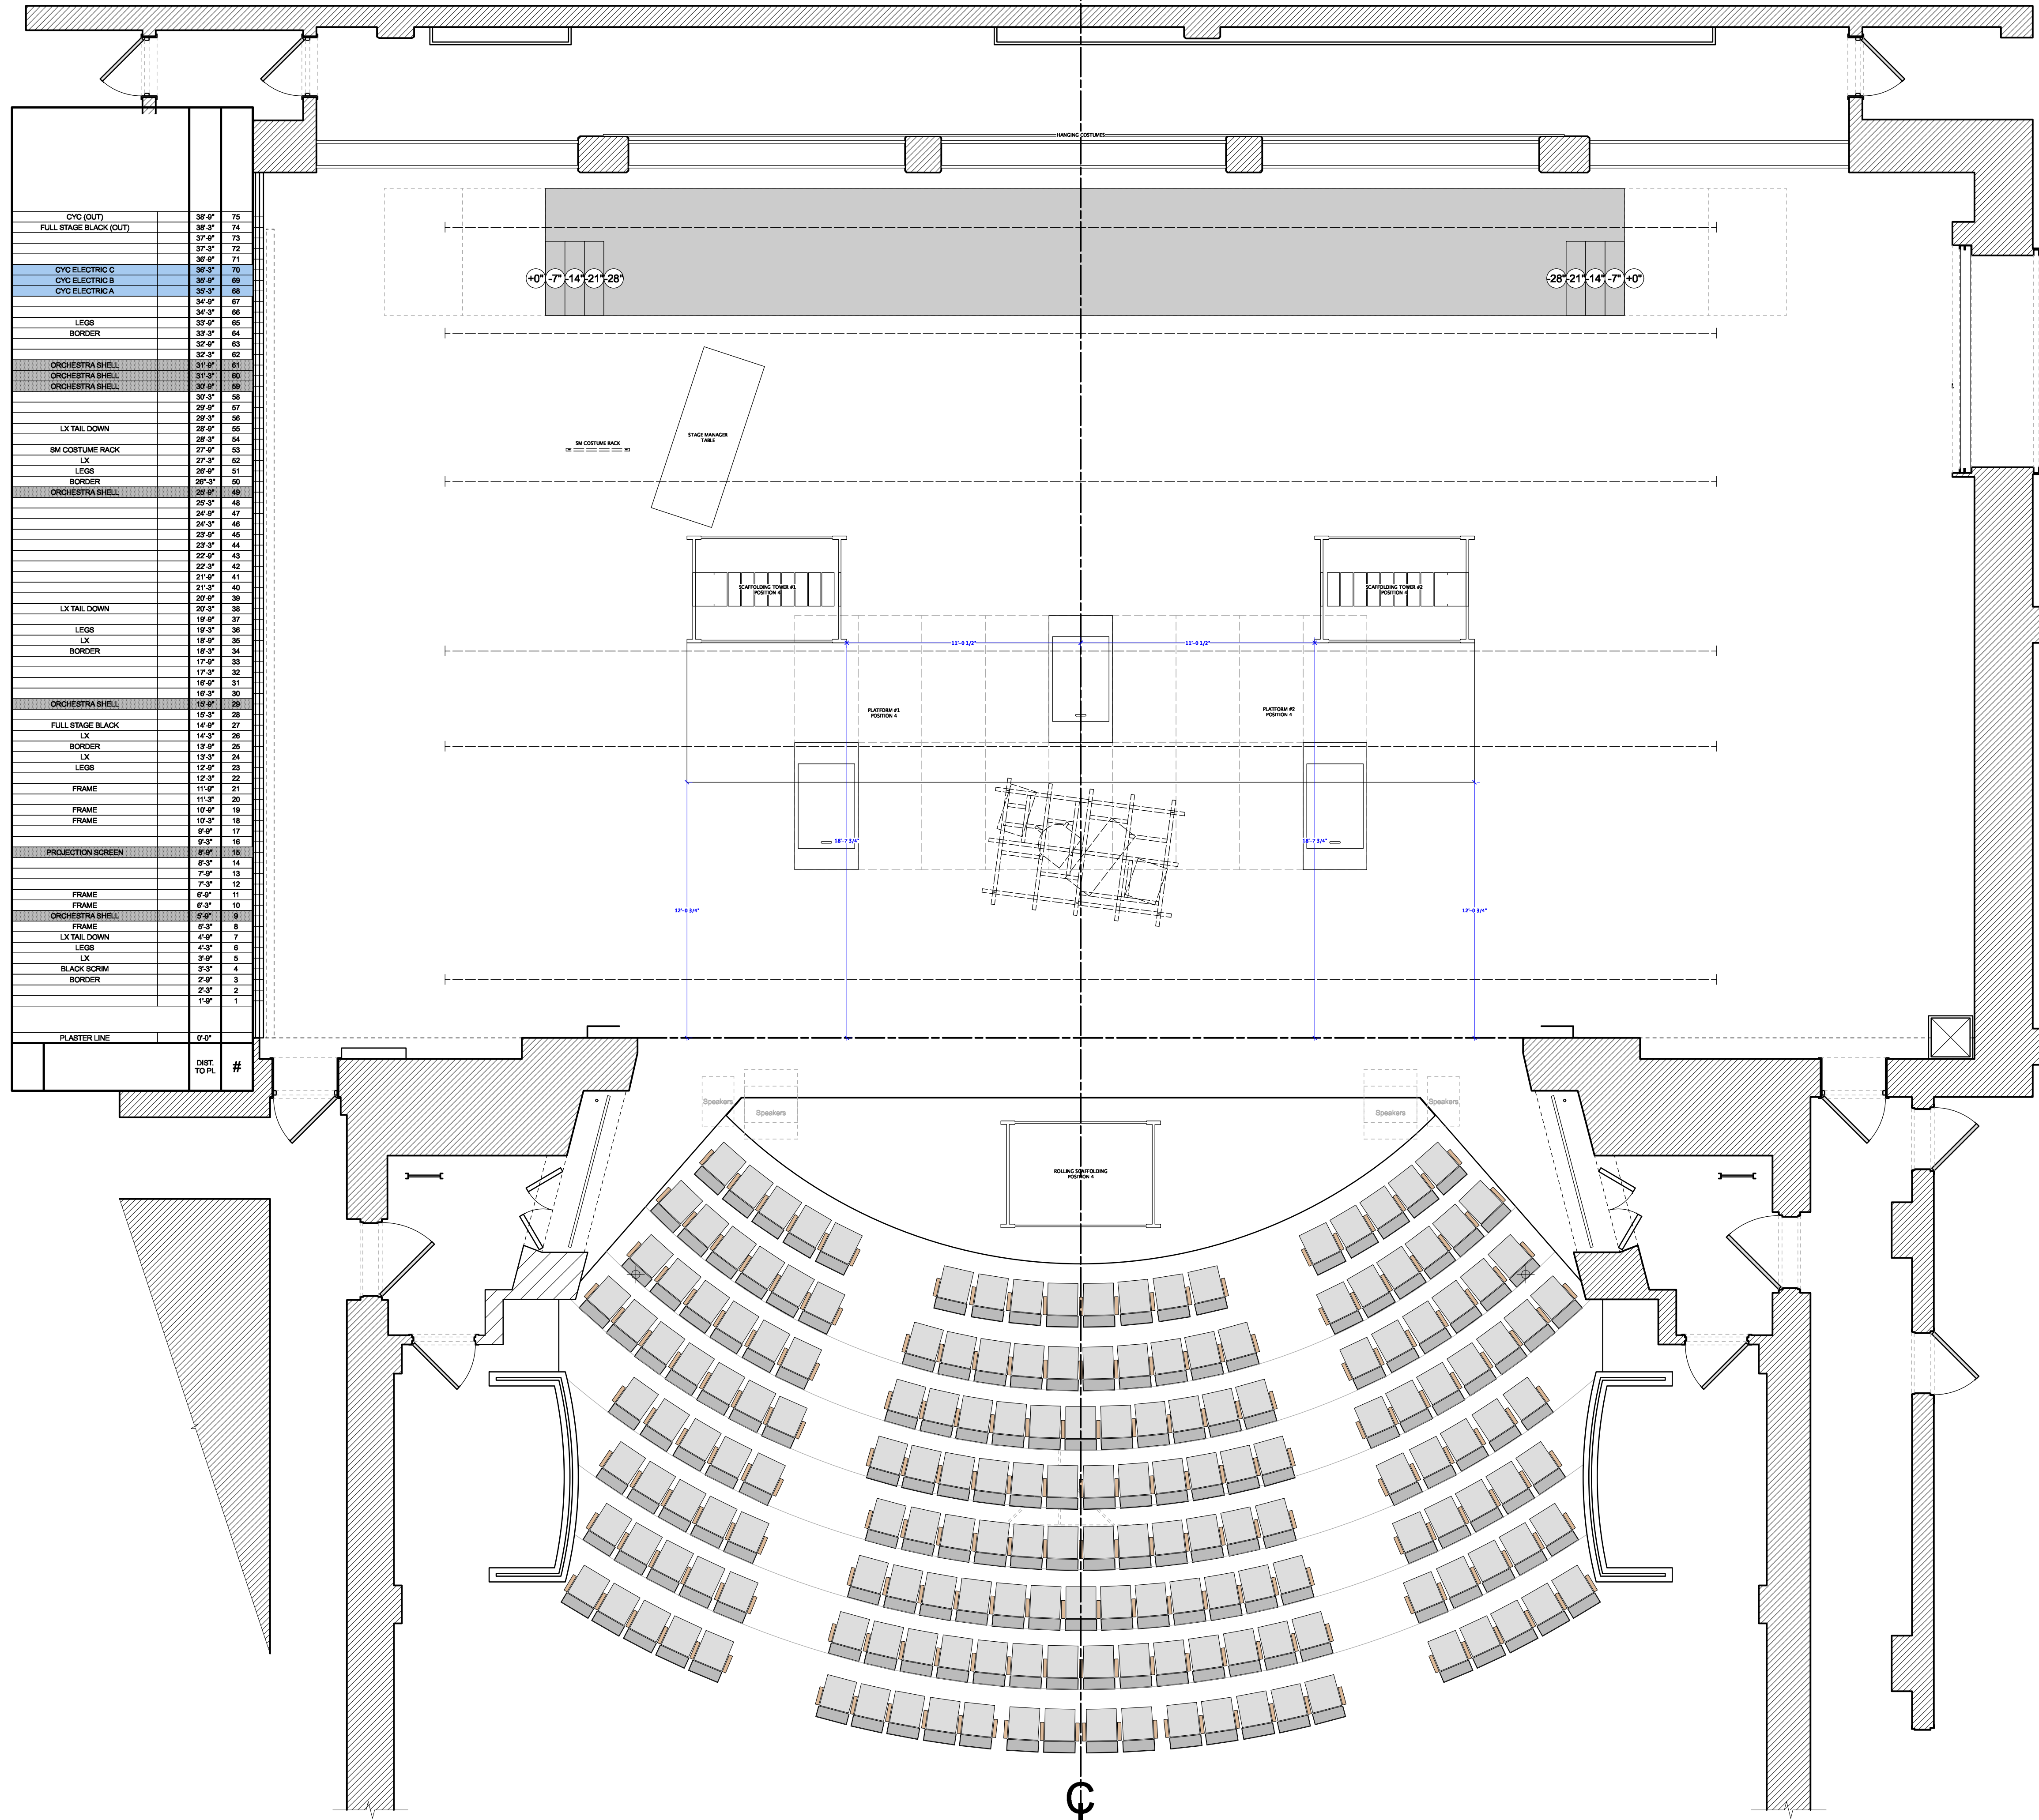 HANGING COSTUMES
CYC (OUT) 38'-9" 75
FULL STAGE BLACK (OUT) 38'-3" 74
37'-9" 73
37'-3" 72
36'-9" 71
CYC ELECTRIC C 36'-3" 70
CYC ELECTRIC B 35'-9" 69
CYC ELECTRIC A 35'-3" 68
34'-9" 67
34'-3" 66
LEGS 33'-9" 65
BORDER 33'-3" 64
32'-9" 63
32'-3" 62
ORCHESTRA SHELL 31'-9" 61
ORCHESTRA SHELL 31'-3" 60
ORCHESTRA SHELL 30'-9" 59
30'-3" 58
29'-9" 57
29'-3" 56
LX TAIL DOWN 28'-9" 55
28'-3" 54
SM COSTUME RACK 27'-9" 53
LX 27'-3" 52
LEGS 26'-9" 51
BORDER 26"-3" 50
ORCHESTRA SHELL 25'-9" 49
25'-3" 48
24'-9" 47
24'-3" 46
23'-9" 45
23'-3" 44
22'-9" 43
22'-3" 42
21'-9" 41
21'-3" 40
20'-9" 39
LX TAIL DOWN 20'-3" 38
19'-9" 37
LEGS 19'-3" 36
LX 18'-9" 35
BORDER 18'-3" 34
17'-9" 33
17'-3" 32
16'-9" 31
16'-3" 30
ORCHESTRA SHELL 15'-9" 29
15'-3" 28
FULL STAGE BLACK 14'-9" 27
LX 14'-3" 26
BORDER 13'-9" 25
LX 13'-3" 24
LEGS 12'-9" 23
12'-3" 22
FRAME 11'-9" 21
11'-3" 20
FRAME 10'-9" 19
FRAME 10'-3" 18
9'-9" 17
9'-3" 16
PROJECTION SCREEN 8'-9" 15
8'-3" 14
7'-9" 13
7'-3" 12
FRAME 6'-9" 11
FRAME 6'-3" 10
ORCHESTRA SHELL 5'-9" 9
FRAME 5'-3" 8
LX TAIL DOWN 4'-9" 7
LEGS 4'-3" 6
LX 3'-9" 5
BLACK SCRIM 3'-3" 4
BORDER 2'-9" 3
2'-3" 2
1'-9" 1
PLASTER LINE 0'-0"
DIST. #
TO PL
+0" -7" -14" -21" -28"
-28" -21" -14" -7" +0"
SM COSTUME RACK
STAGE MANAGER
TABLE
SCAFFOLDING TOWER #1
POSITION 4
SCAFFOLDING TOWER #2
POSITION 4
11'-0 1/2" 11'-0 1/2"
PLATFORM #1
POSITION 4
PLATFORM #2
POSITION 4
18'-7 3/4" 18'-7 3/4"
12'-0 3/4" 12'-0 3/4"
Speakers Speakers
Speakers Speakers
ROLLING SCAFFOLDING
POSITION 4